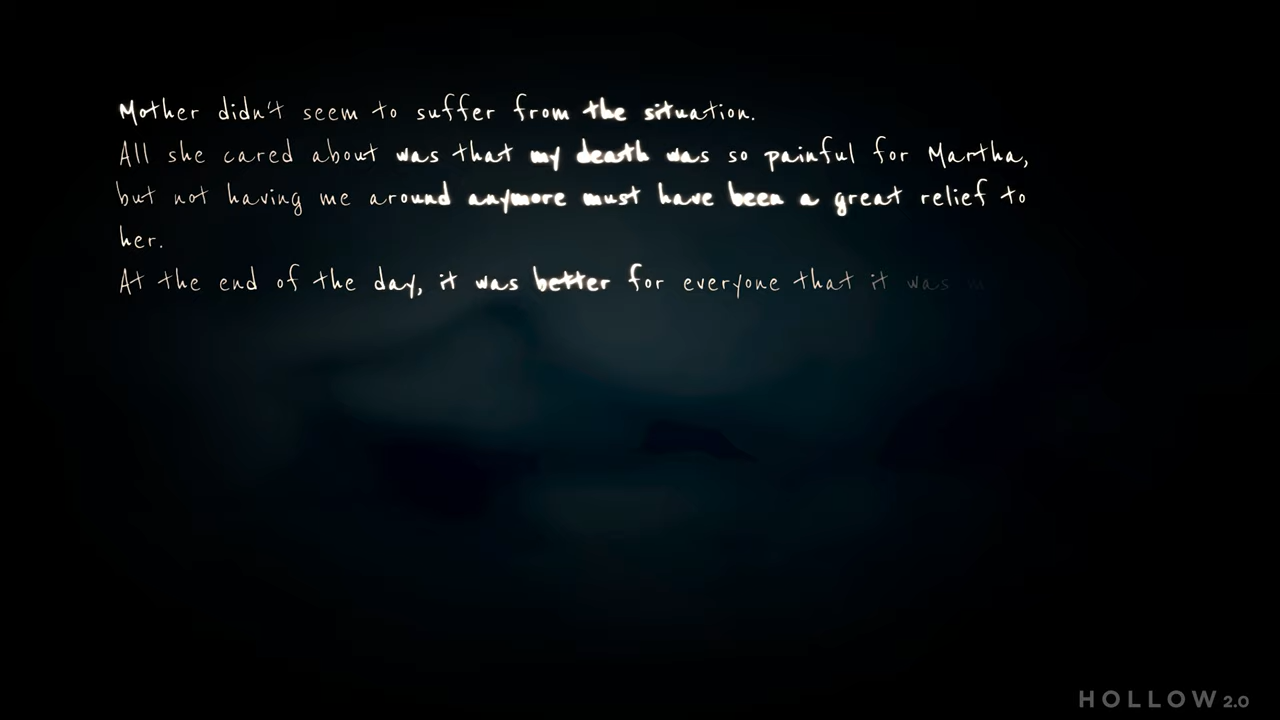 Mother didn't seem to suffer from the situation.
All she cared about was that my death was so painful for Martha,
but not having me around anymore must have been a great relief to
her.
At the end of the day, it was better for everyone that it was
HOLLOW 2.0